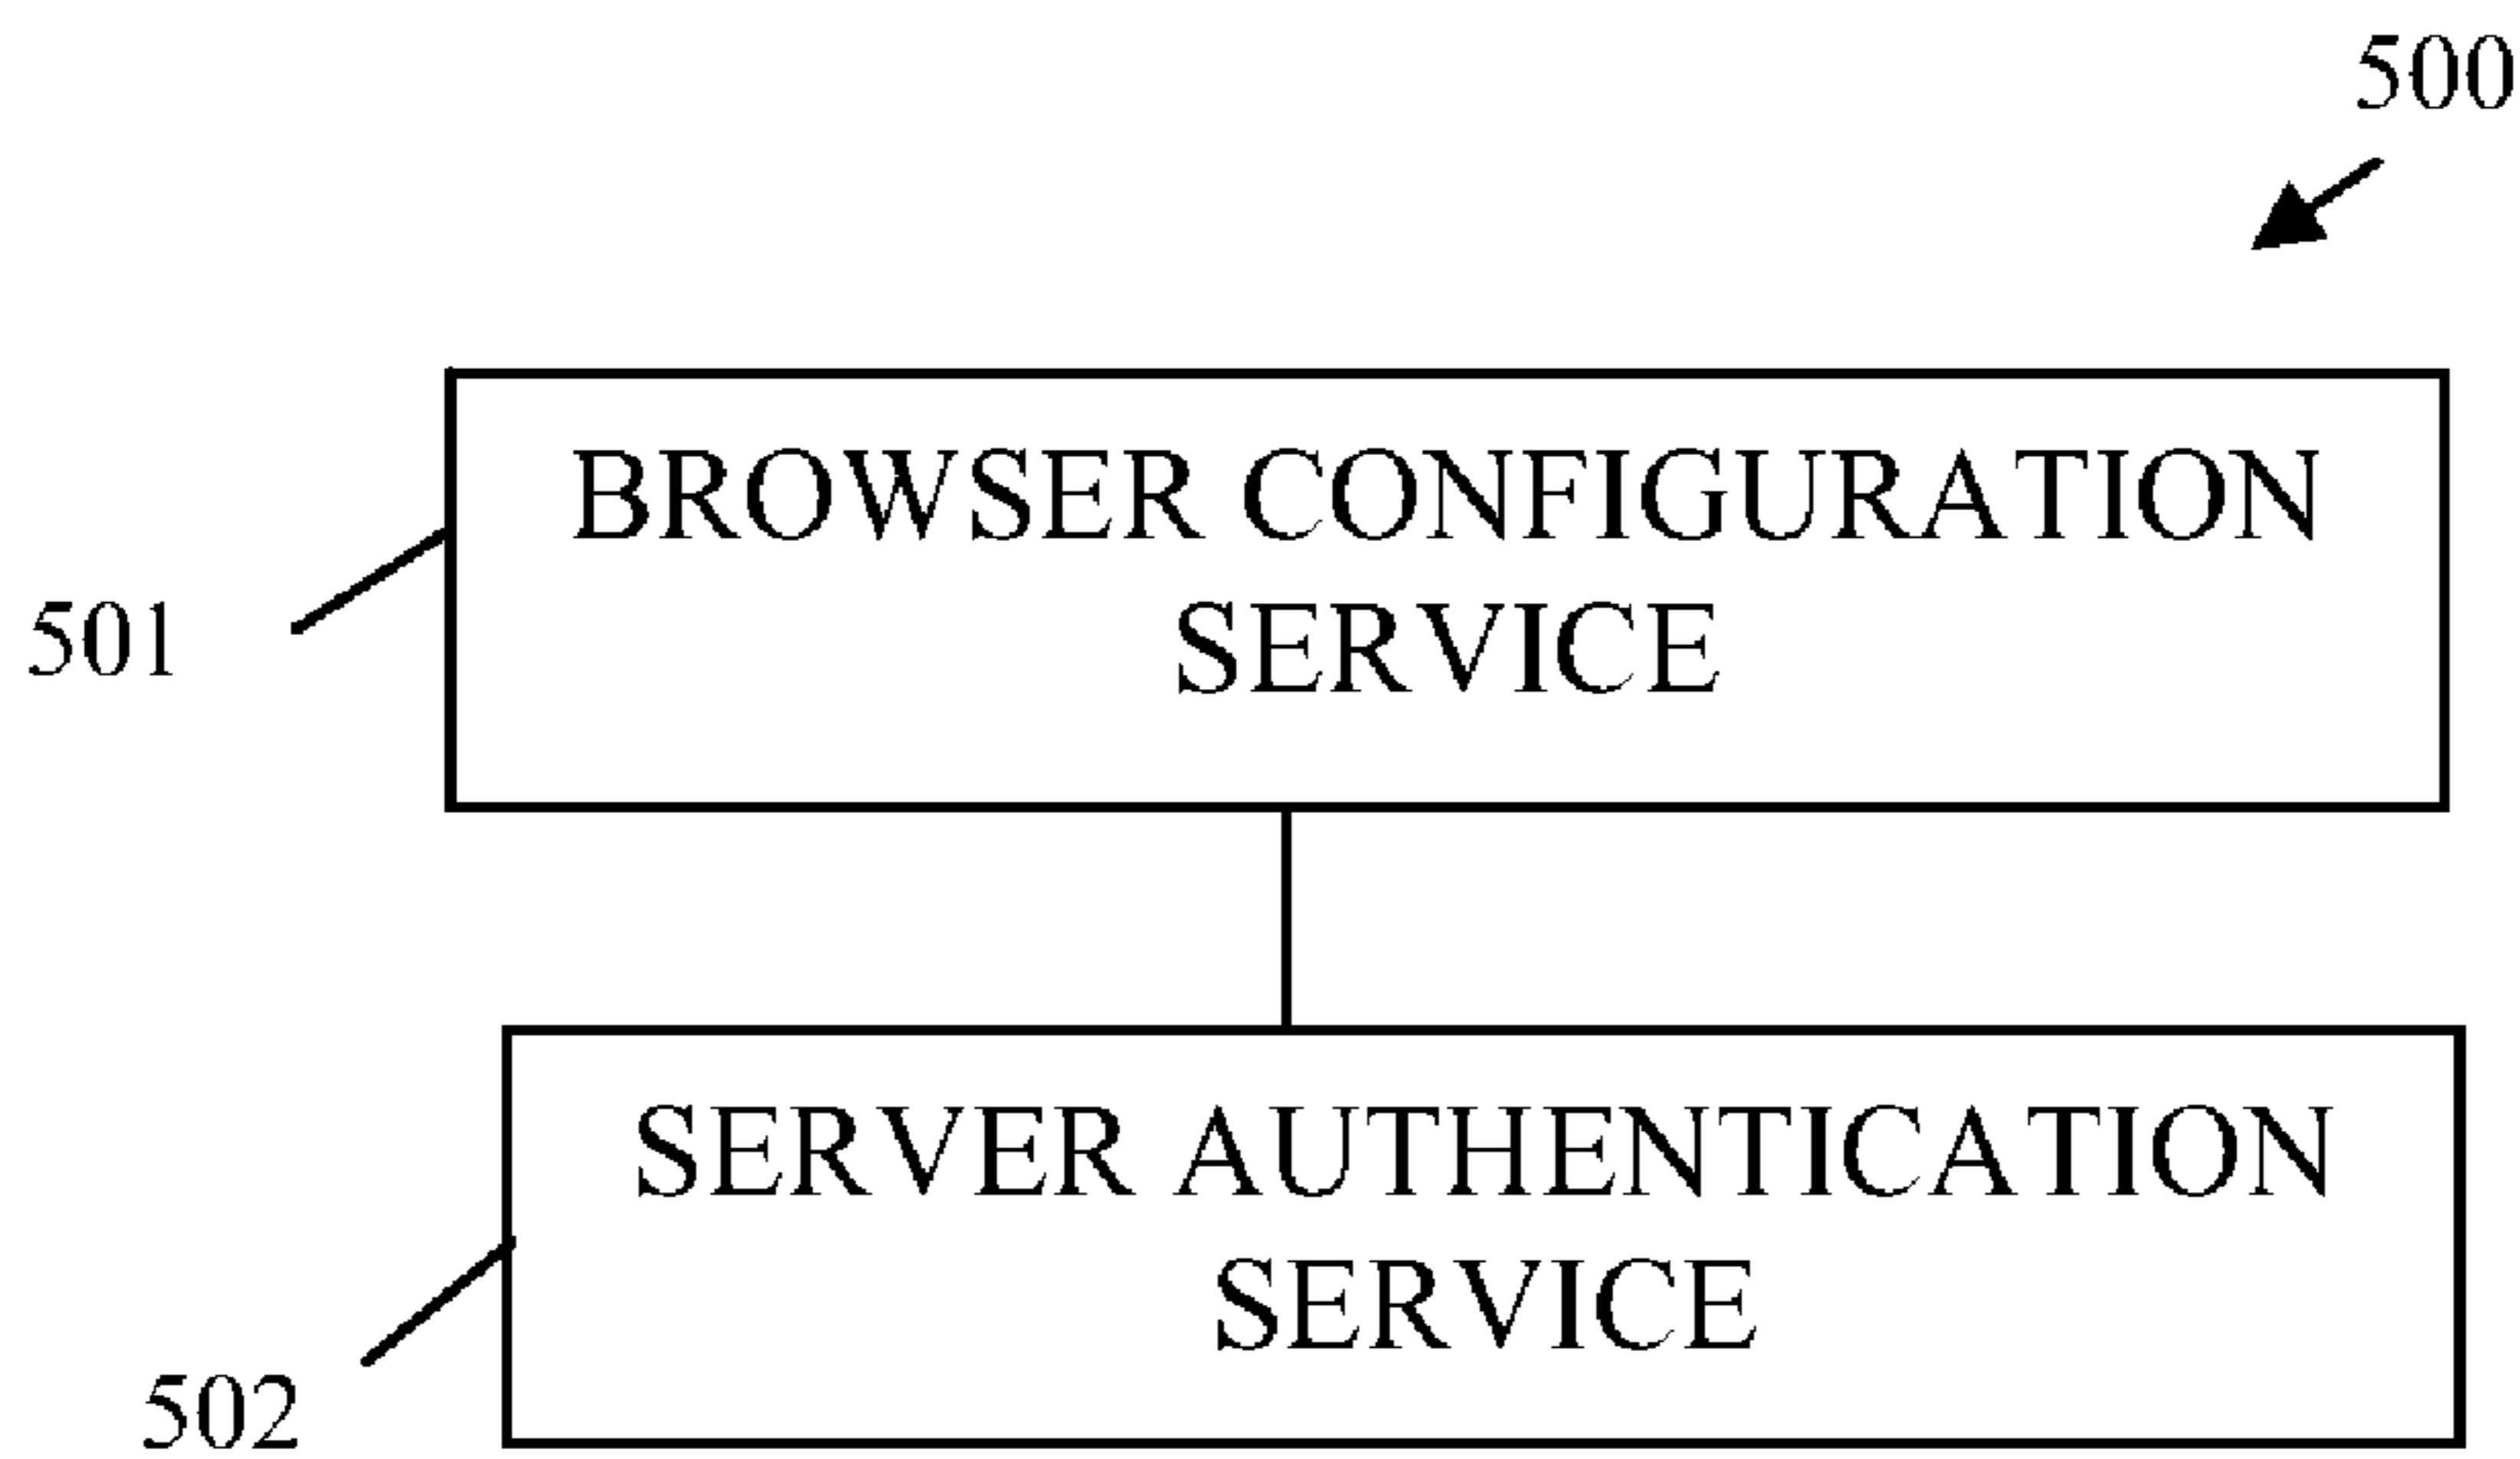 500
BROWSER CONFIGURATION
SERVICE
501
SERVER AUTHENTICATION
SERVICE
502